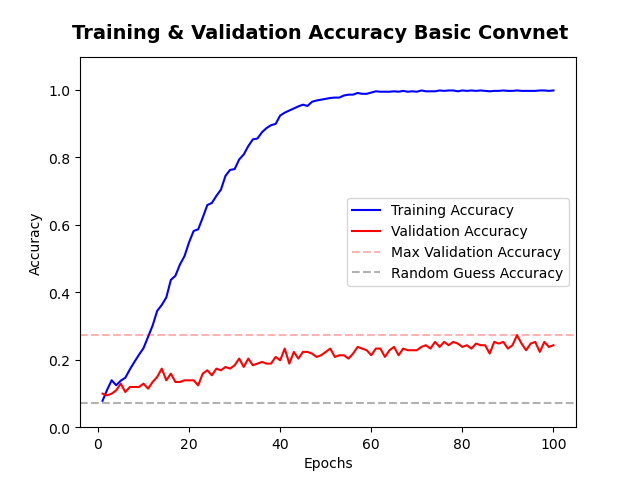 Training & Validation Accuracy Basic Convnet
1.0
0.8
0.6
0.4
0.2
0.0
Accuracy
Training Accuracy
Validation Accuracy
Max Validation Accuracy
Random Guess Accuracy
0 20 40 60 80 100
Epochs